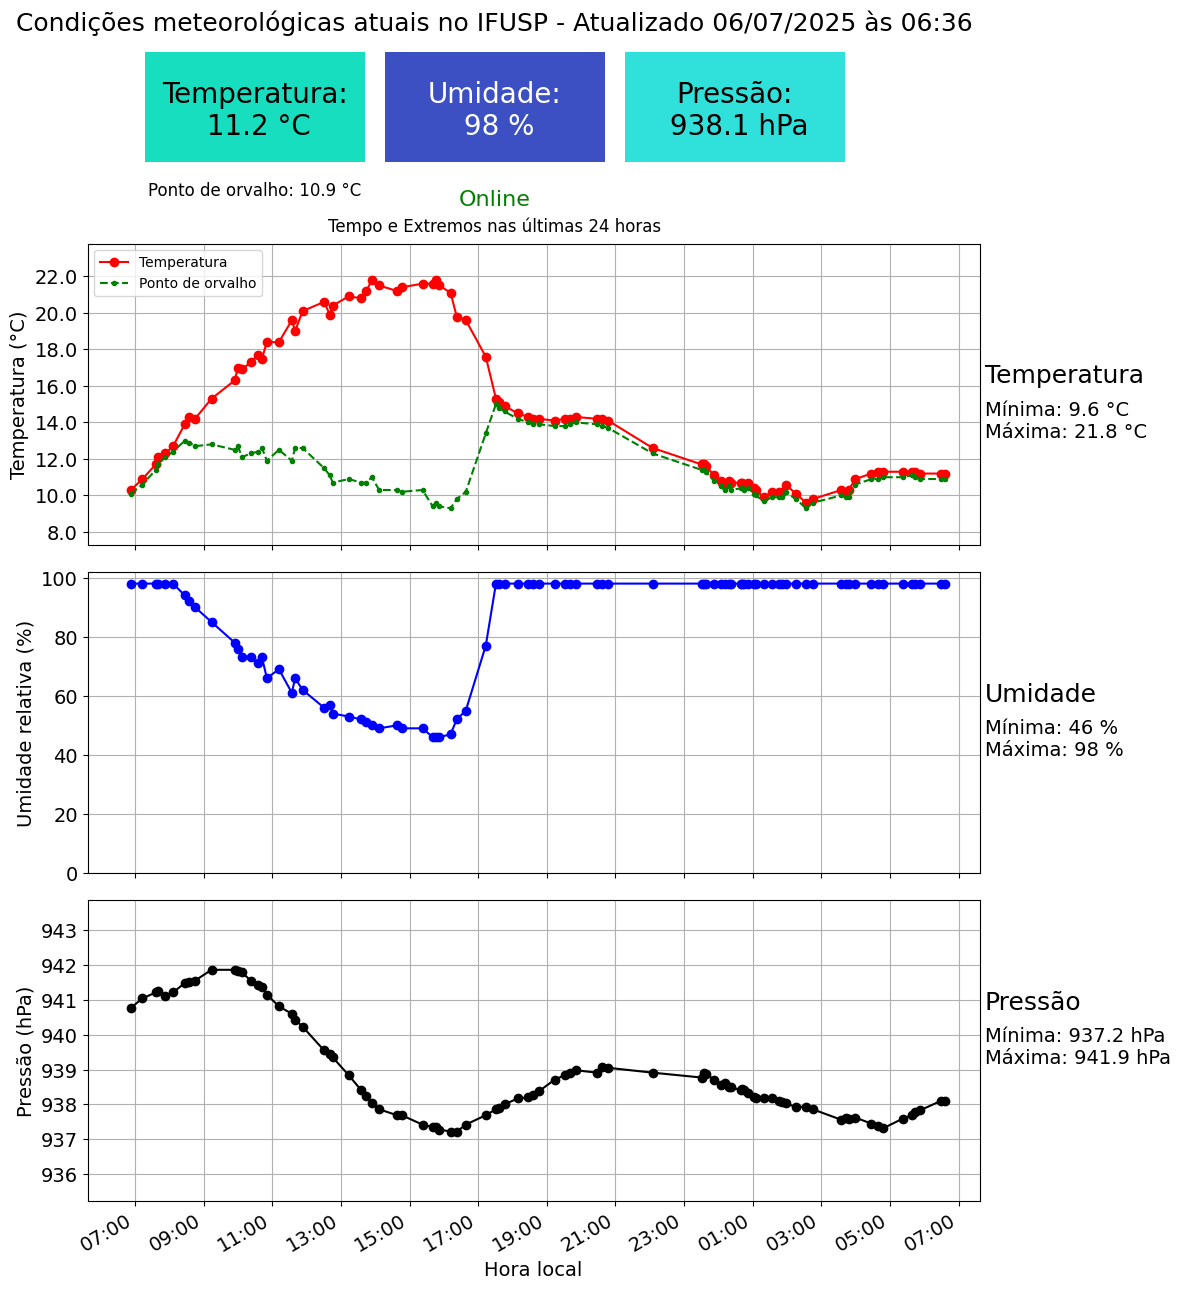 Condições meteorológicas atuais no IFUSP - Atualizado 06/07/2025 às 06:36
Temperatura:
11.2 °C
Umidade:
98 %
Pressão:
938.1 hPa
Ponto de orvalho: 10.9 °C
Online
Tempo e Extremos nas últimas 24 horas
Temperatura
Ponto de orvalho
Temperatura (°C)
22.0
20.0
18.0
16.0
14.0
12.0
10.0
8.0
Temperatura
Mínima: 9.6 °C
Máxima: 21.8 °C
Umidade relativa (%)
100
80
60
40
20
0
Umidade
Mínima: 46 %
Máxima: 98 %
Pressão (hPa)
943
942
941
940
939
938
937
936
Pressão
Mínima: 937.2 hPa
Máxima: 941.9 hPa
07:00
09:00
11:00
13:00
15:00
17:00
19:00
21:00
23:00
01:00
03:00
05:00
07:00
Hora local